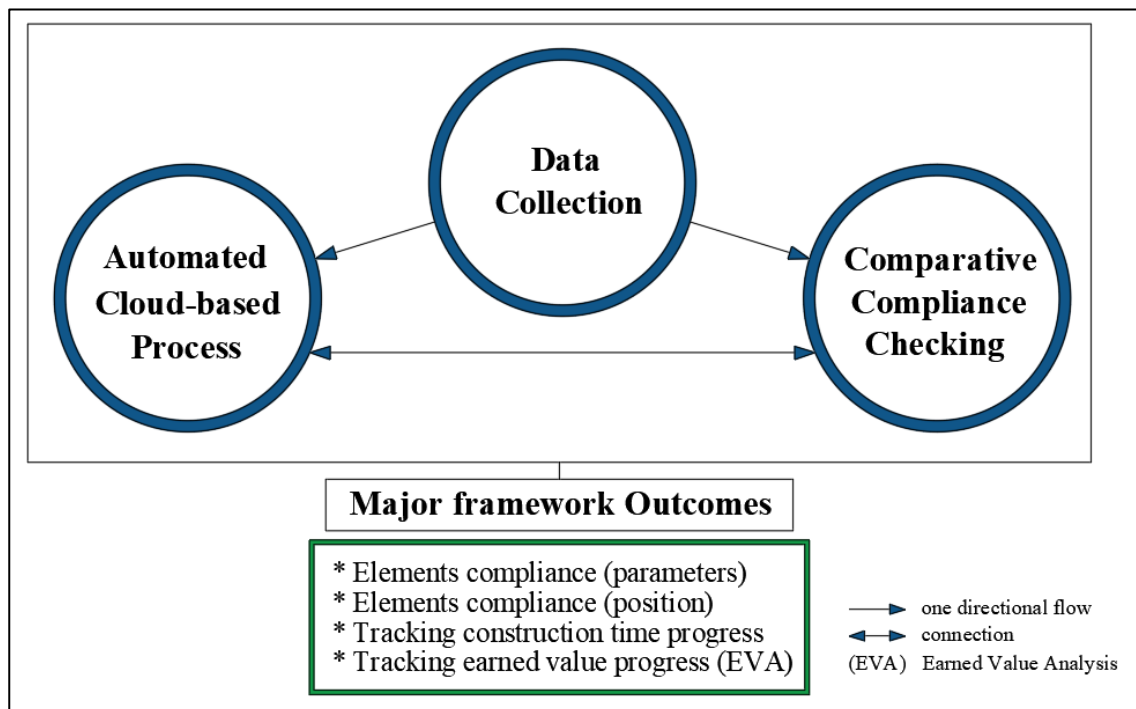 Data
Collection
Automated
Cloud-based
Process
Comparative
Compliance
Checking
Major framework Outcomes
* Elements compliance (parameters)
* Elements compliance (position)
* Tracking construction time progress
* Tracking earned value progress (EVA)
one directional flow
connection
(EVA) Earned Value Analysis